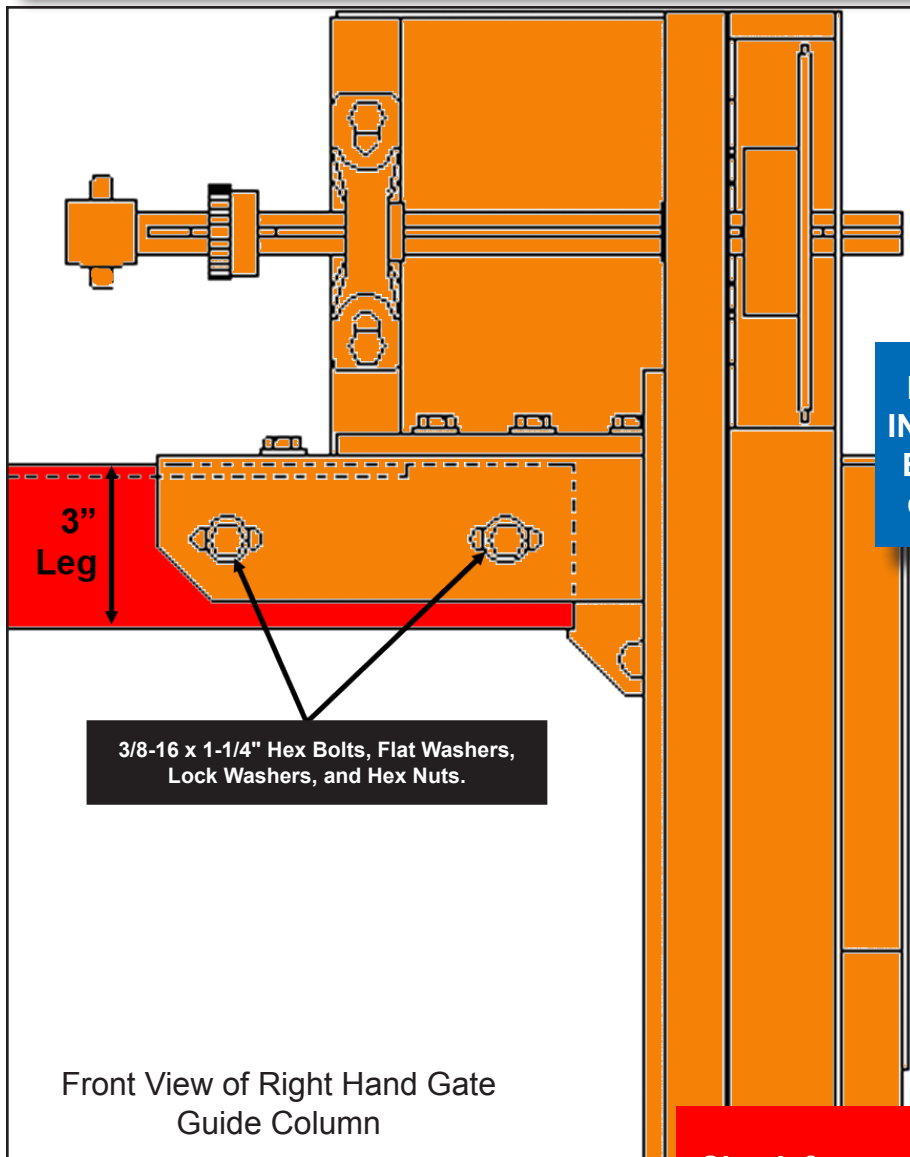 IN
3”
Leg
3/8-16 x 1-1/4" Hex Bolts, Flat Washers,
Lock Washers, and Hex Nuts.
Front View of Right Hand Gate
Guide Column